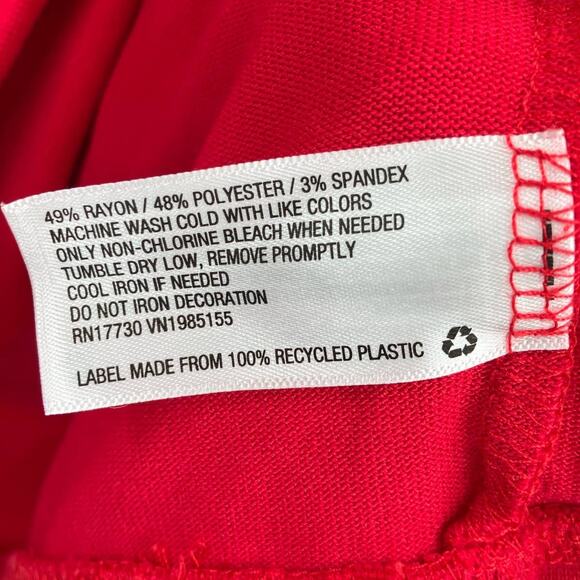 49% RAYON / 48% POLYESTER / 3% SPANDEX
MACHINE WASH COLD WITH LIKE COLORS
ONLY NON-CHLORINE BLEACH WHEN NEEDED
TUMBLE DRY LOW, REMOVE PROMPTLY
COOL IRON IF NEEDED
DO NOT IRON DECORATION
RN17730 VN1985155
LABEL MADE FROM 100% RECYCLED PLASTIC